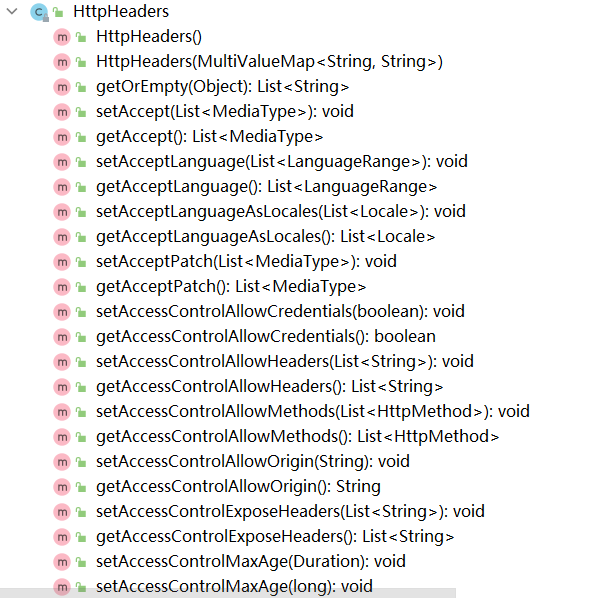 HttpHeaders
HttpHeaders()
HttpHeaders(MultiValueMap<String, String>)
getOrEmpty(Object): List<String>
setAccept(List<MediaType>): void
getAccept(): List<MediaType>
setAcceptLanguage(List<LanguageRange>): void
getAcceptLanguage(): List<LanguageRange>
setAcceptLanguageAsLocales(List<Locale>): void
getAcceptLanguageAsLocales(): List<Locale>
setAcceptPatch(List<MediaType>): void
getAcceptPatch(): List<MediaType>
setAccessControlAllowCredentials(boolean): void
getAccessControlAllowCredentials(): boolean
setAccessControlAllowHeaders(List<String>): void
getAccessControlAllowHeaders(): List<String>
setAccessControlAllowMethods(List<HttpMethod>): void
getAccessControlAllowMethods(): List<HttpMethod>
setAccessControlAllowOrigin(String): void
getAccessControlAllowOrigin(): String
setAccessControlExposeHeaders(List<String>): void
getAccessControlExposeHeaders(): List<String>
setAccessControlMaxAge(Duration): void
setAccessControlMaxAge(long): void